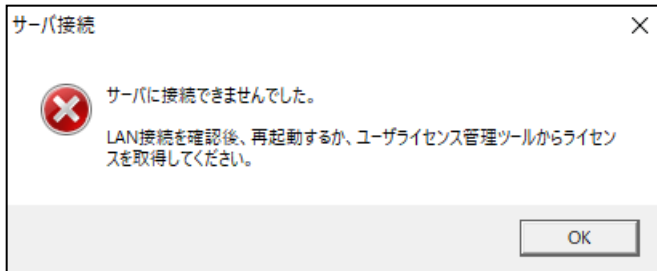 サーバ接続
サーバに接続できませんでした。
LAN接続を確認後、再起動するか、ユーザライセンス管理ツールからライセン
スを取得してください。
OK